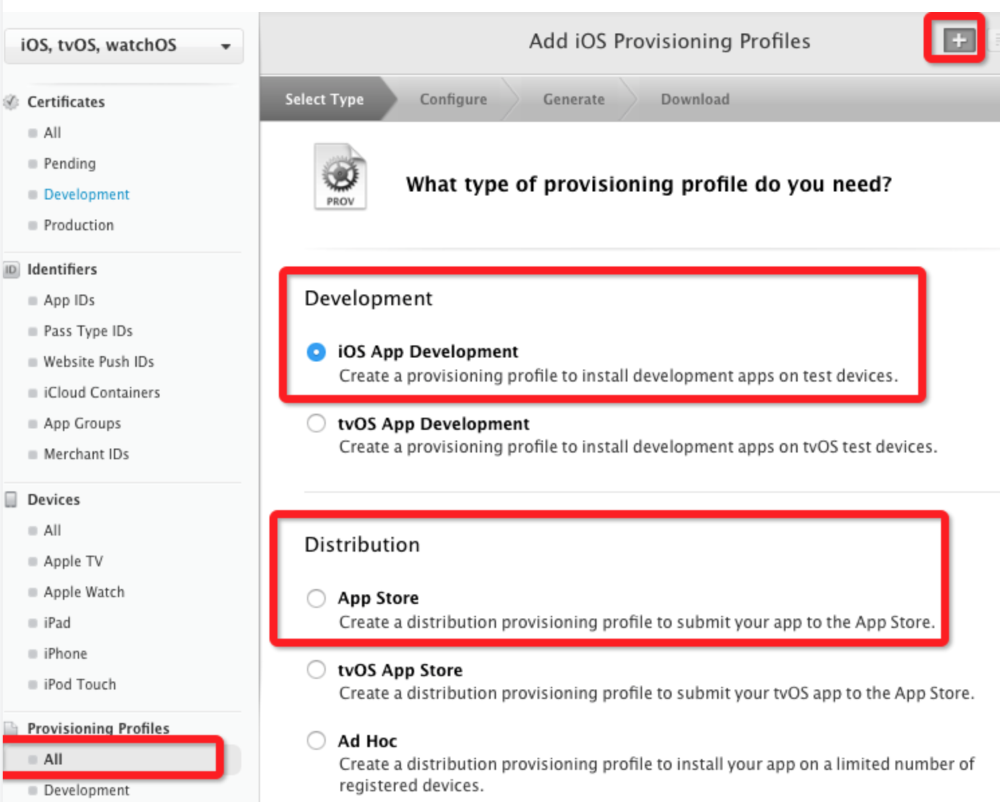 iOS, tvOS, watchOS
Certificates
All
Pending
Development
Production
ID Identifiers
App IDs
Pass Type IDs
Website Push IDs
iCloud Containers
App Groups
Merchant IDs
Devices
All
Apple TV
Apple Watch
iPad
iPhone
iPod Touch
Provisioning Profiles
All
Development
Add iOS Provisioning Profiles
Select Type
Configure
Generate
Download
PROV
What type of provisioning profile do you need?
Development
iOS App Development
Create a provisioning profile to install development apps on test devices.
tvOS App Development
Create a provisioning profile to install development apps on tvOS test devices.
Distribution
App Store
Create a distribution provisioning profile to submit your app to the App Store.
tvOS App Store
Create a distribution provisioning profile to submit your tvOS app to the App Store.
Ad Hoc
Create a distribution provisioning profile to install your app on a limited number of
registered devices.